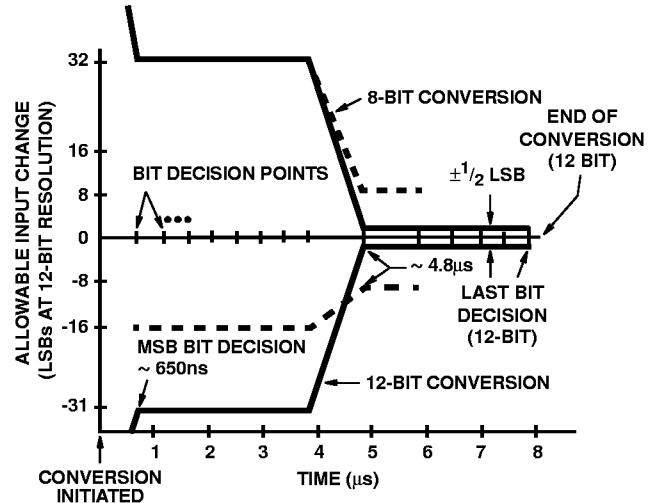 ALLOWABLE INPUT CHANGE
(LSBs AT 12-BIT RESOLUTION)
32
16
8
0
-8
-16
-31
8-BIT CONVERSION
END OF
CONVERSION
(12 BIT)
±1/2 LSB
BIT DECISION POINTS
~ 4.8µs
LAST BIT
DECISION
(12-BIT)
MSB BIT DECISION
~ 650ns
12-BIT CONVERSION
1 2 3 4 5 6 7 8
CONVERSION
INITIATED
TIME (µs)